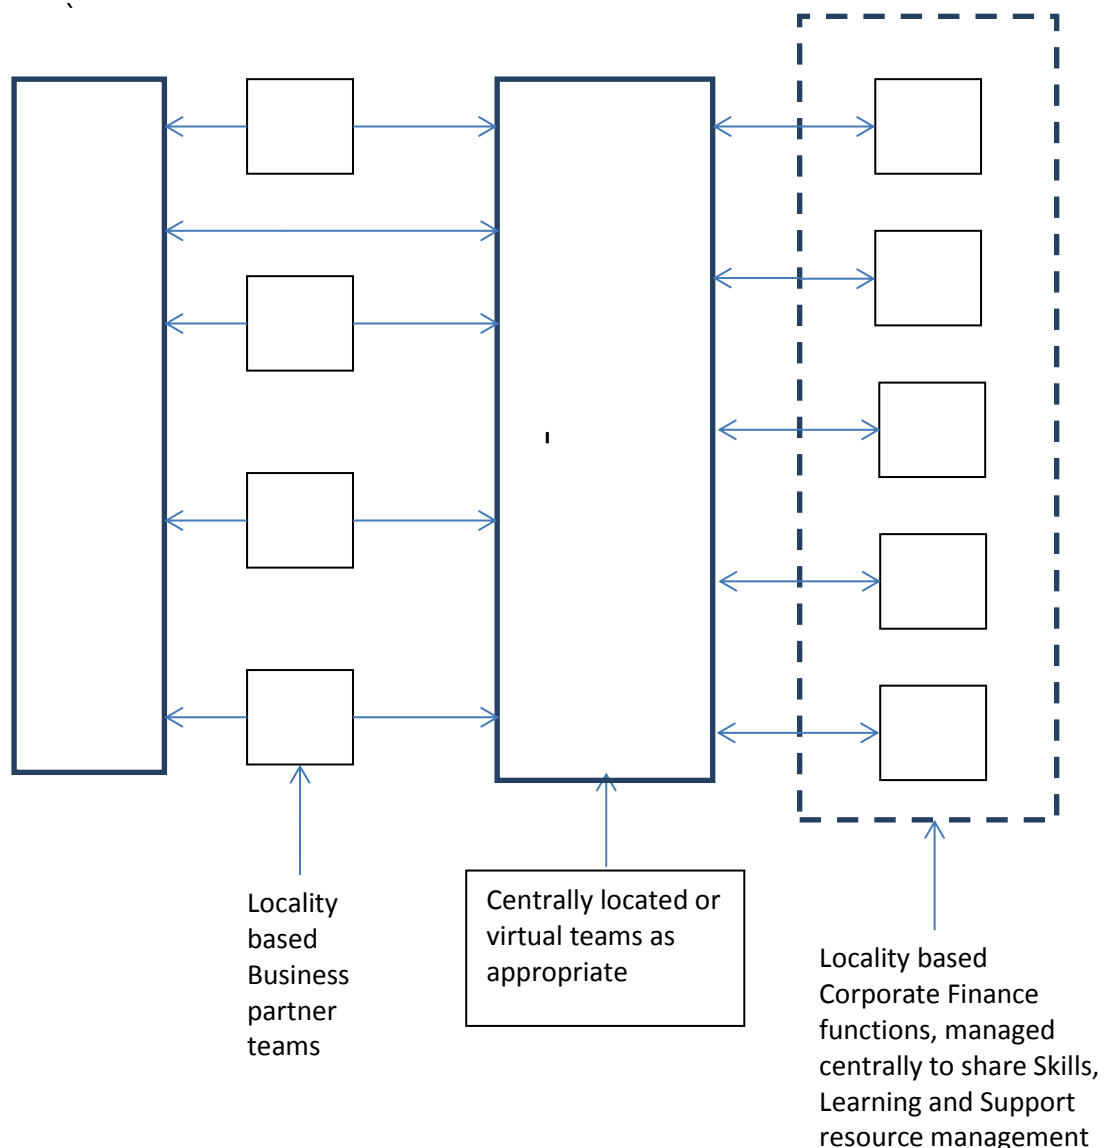 `
Locality
based
Business
partner
teams
Centrally located or
virtual teams as
appropriate
Locality based
Corporate Finance
functions, managed
centrally to share Skills,
Learning and Support
resource management